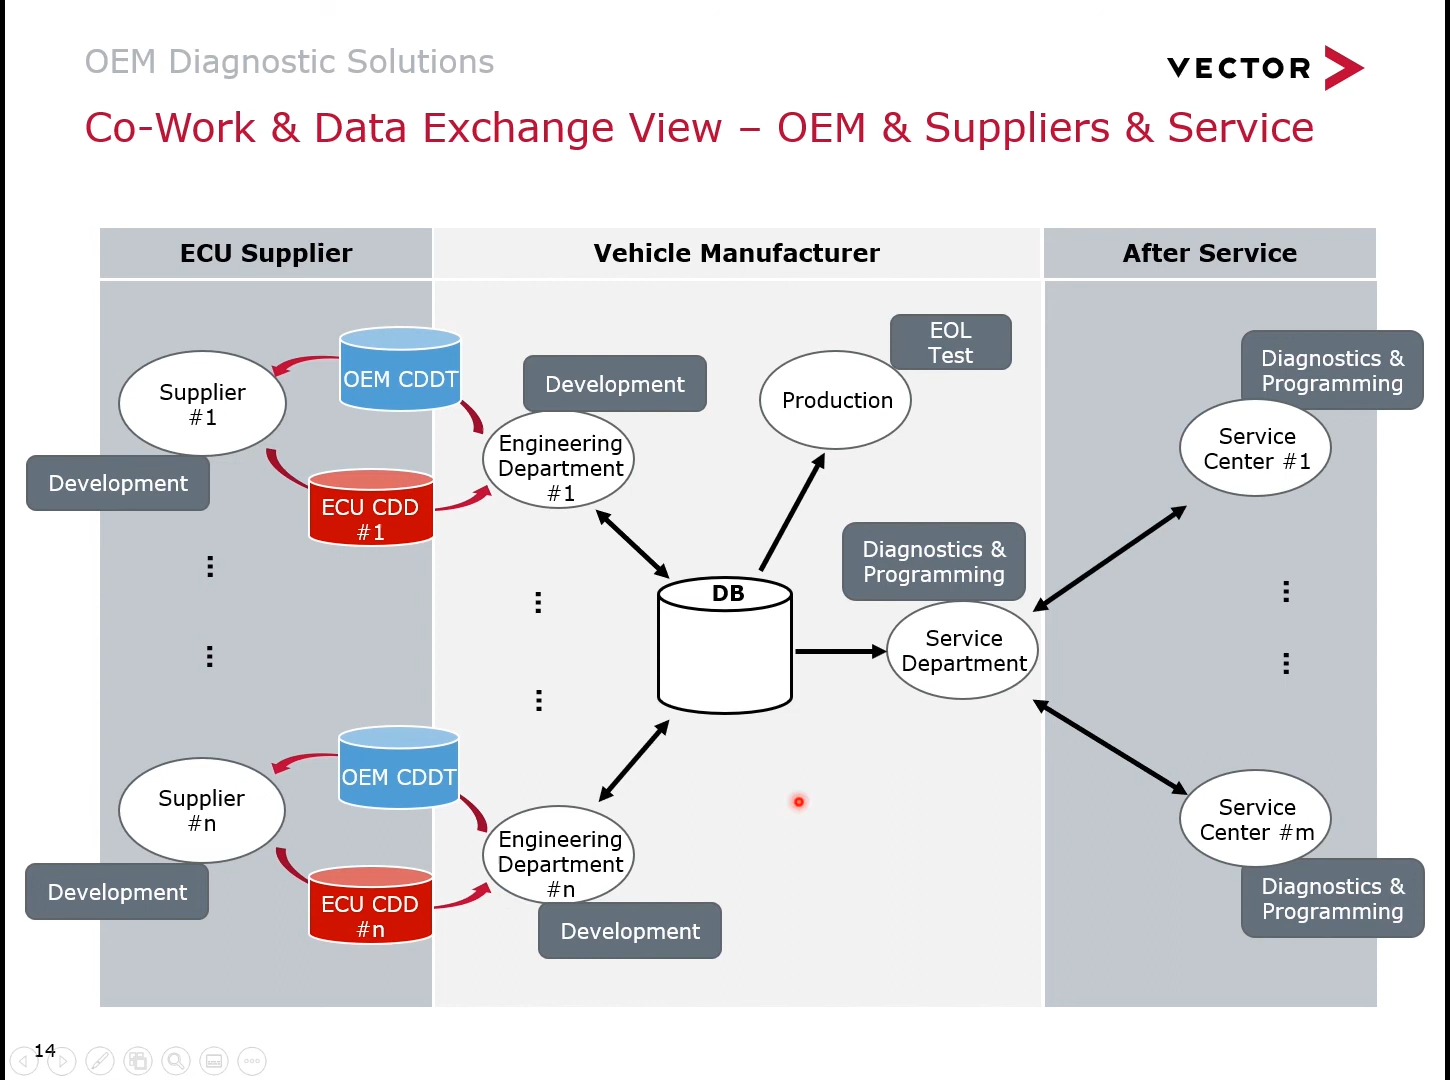 OEM Diagnostic Solutions
VECTOR
Co-Work & Data Exchange View – OEM & Suppliers & Service
ECU Supplier
Vehicle Manufacturer
After Service
Supplier
#1
Development
OEM CDDT
ECU CDD
#1
Development
Engineering
Department
#1
Production
EOL
Test
Diagnostics &
Programming
Service
Center #1
...
...
...
...
DB
Diagnostics &
Programming
Service
Department
...
...
Supplier
#n
Development
OEM CDDT
ECU CDD
#n
Engineering
Department
#n
Development
Service
Center #m
Diagnostics &
Programming
14